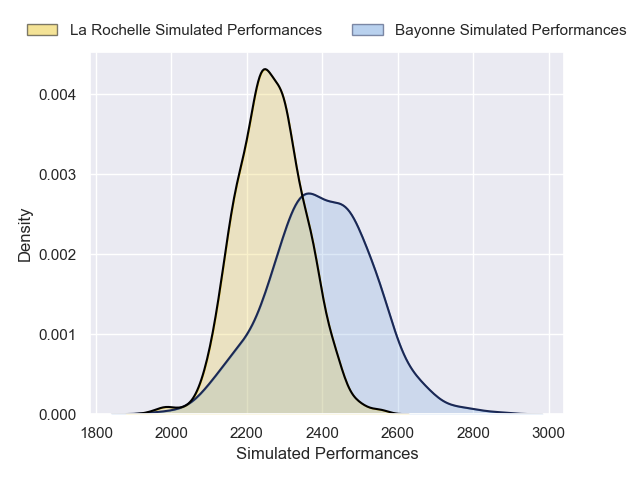 La Rochelle Simulated Performances Bayonne Simulated Performances
0.004
0.003
0.002
0.001
0.000
Density
1800 2000 2200 2400 2600 2800 3000
Simulated Performances